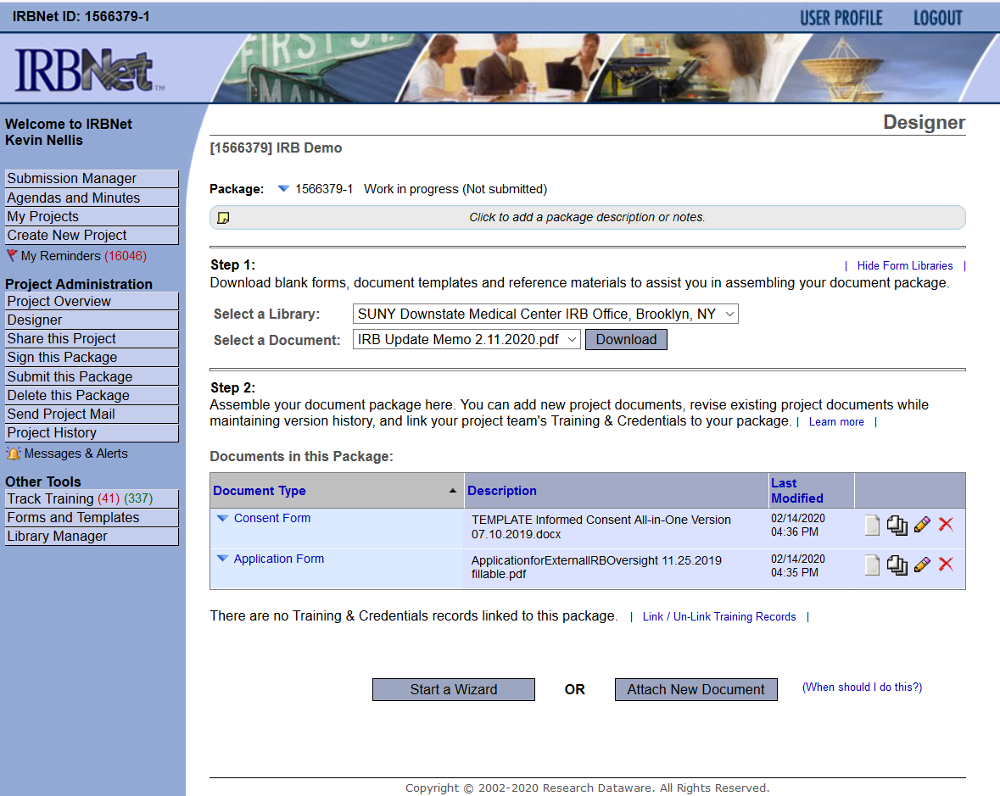 IRBNet ID: 1566379-1
USER PROFILE
LOGOUT
IRBNet™
FIRST ST.
MAIN
Welcome to IRBNet
Kevin Nellis
Submission Manager
Agendas and Minutes
My Projects
Create New Project
My Reminders (16046)
Project Administration
Project Overview
Designer
Share this Project
Sign this Package
Submit this Package
Delete this Package
Send Project Mail
Project History
Messages & Alerts
Other Tools
Track Training (41) (337)
Forms and Templates
Library Manager
Designer
[1566379] IRB Demo
Package: 1566379-1 Work in progress (Not submitted)
Click to add a package description or notes.
Step 1:
| Hide Form Libraries |
Download blank forms, document templates and reference materials to assist you in assembling your document package.
Select a Library: SUNY Downstate Medical Center IRB Office, Brooklyn, NY
Select a Document: IRB Update Memo 2.11.2020.pdf Download
Step 2:
Assemble your document package here. You can add new project documents, revise existing project documents while
maintaining version history, and link your project team's Training & Credentials to your package. | Learn more |
Documents in this Package:
Document Type
Description
Last
Modified
Consent Form
TEMPLATE Informed Consent All-in-One Version
07.10.2019.docx
02/14/2020
04:36 PM
Application Form
ApplicationforExternalIRBOversight 11.25.2019
fillable.pdf
02/14/2020
04:35 PM
There are no Training & Credentials records linked to this package. | Link / Un-Link Training Records |
Start a Wizard OR Attach New Document (When should I do this?)
Copyright © 2002-2020 Research Dataware. All Rights Reserved.